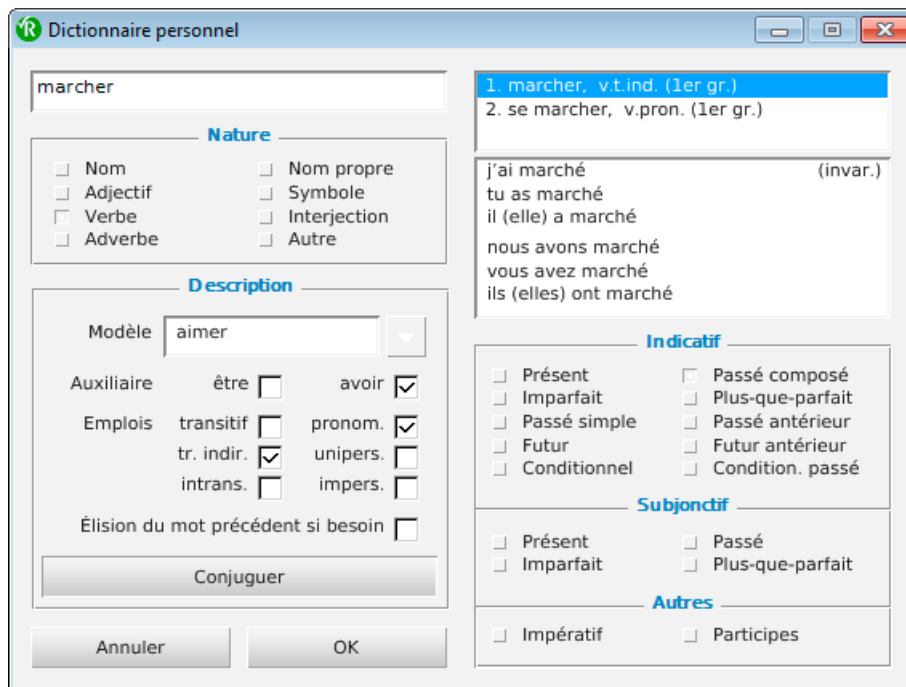 Dictionnaire personnel
marcher
Nature
Nom Nom propre
Adjectif Symbole
Verbe Interjection
Adverbe Autre
Description
Modèle aimer
Auxiliaire être avoir
Emplois transitif pronom.
tr. indir. unipers.
intrans. impers.
Élision du mot précédent si besoin
Conjuguer
Annuler OK
1. marcher, v.t.ind. (1er gr.)
2. se marcher, v.pron. (1er gr.)
j'ai marché (invar.)
tu as marché
il (elle) a marché
nous avons marché
vous avez marché
ils (elles) ont marché
Indicatif
Présent Passé composé
Imparfait Plus-que-parfait
Passé simple Passé antérieur
Futur Futur antérieur
Conditionnel Condition. passé
Subjonctif
Présent Passé
Imparfait Plus-que-parfait
Autres
Impératif Participes